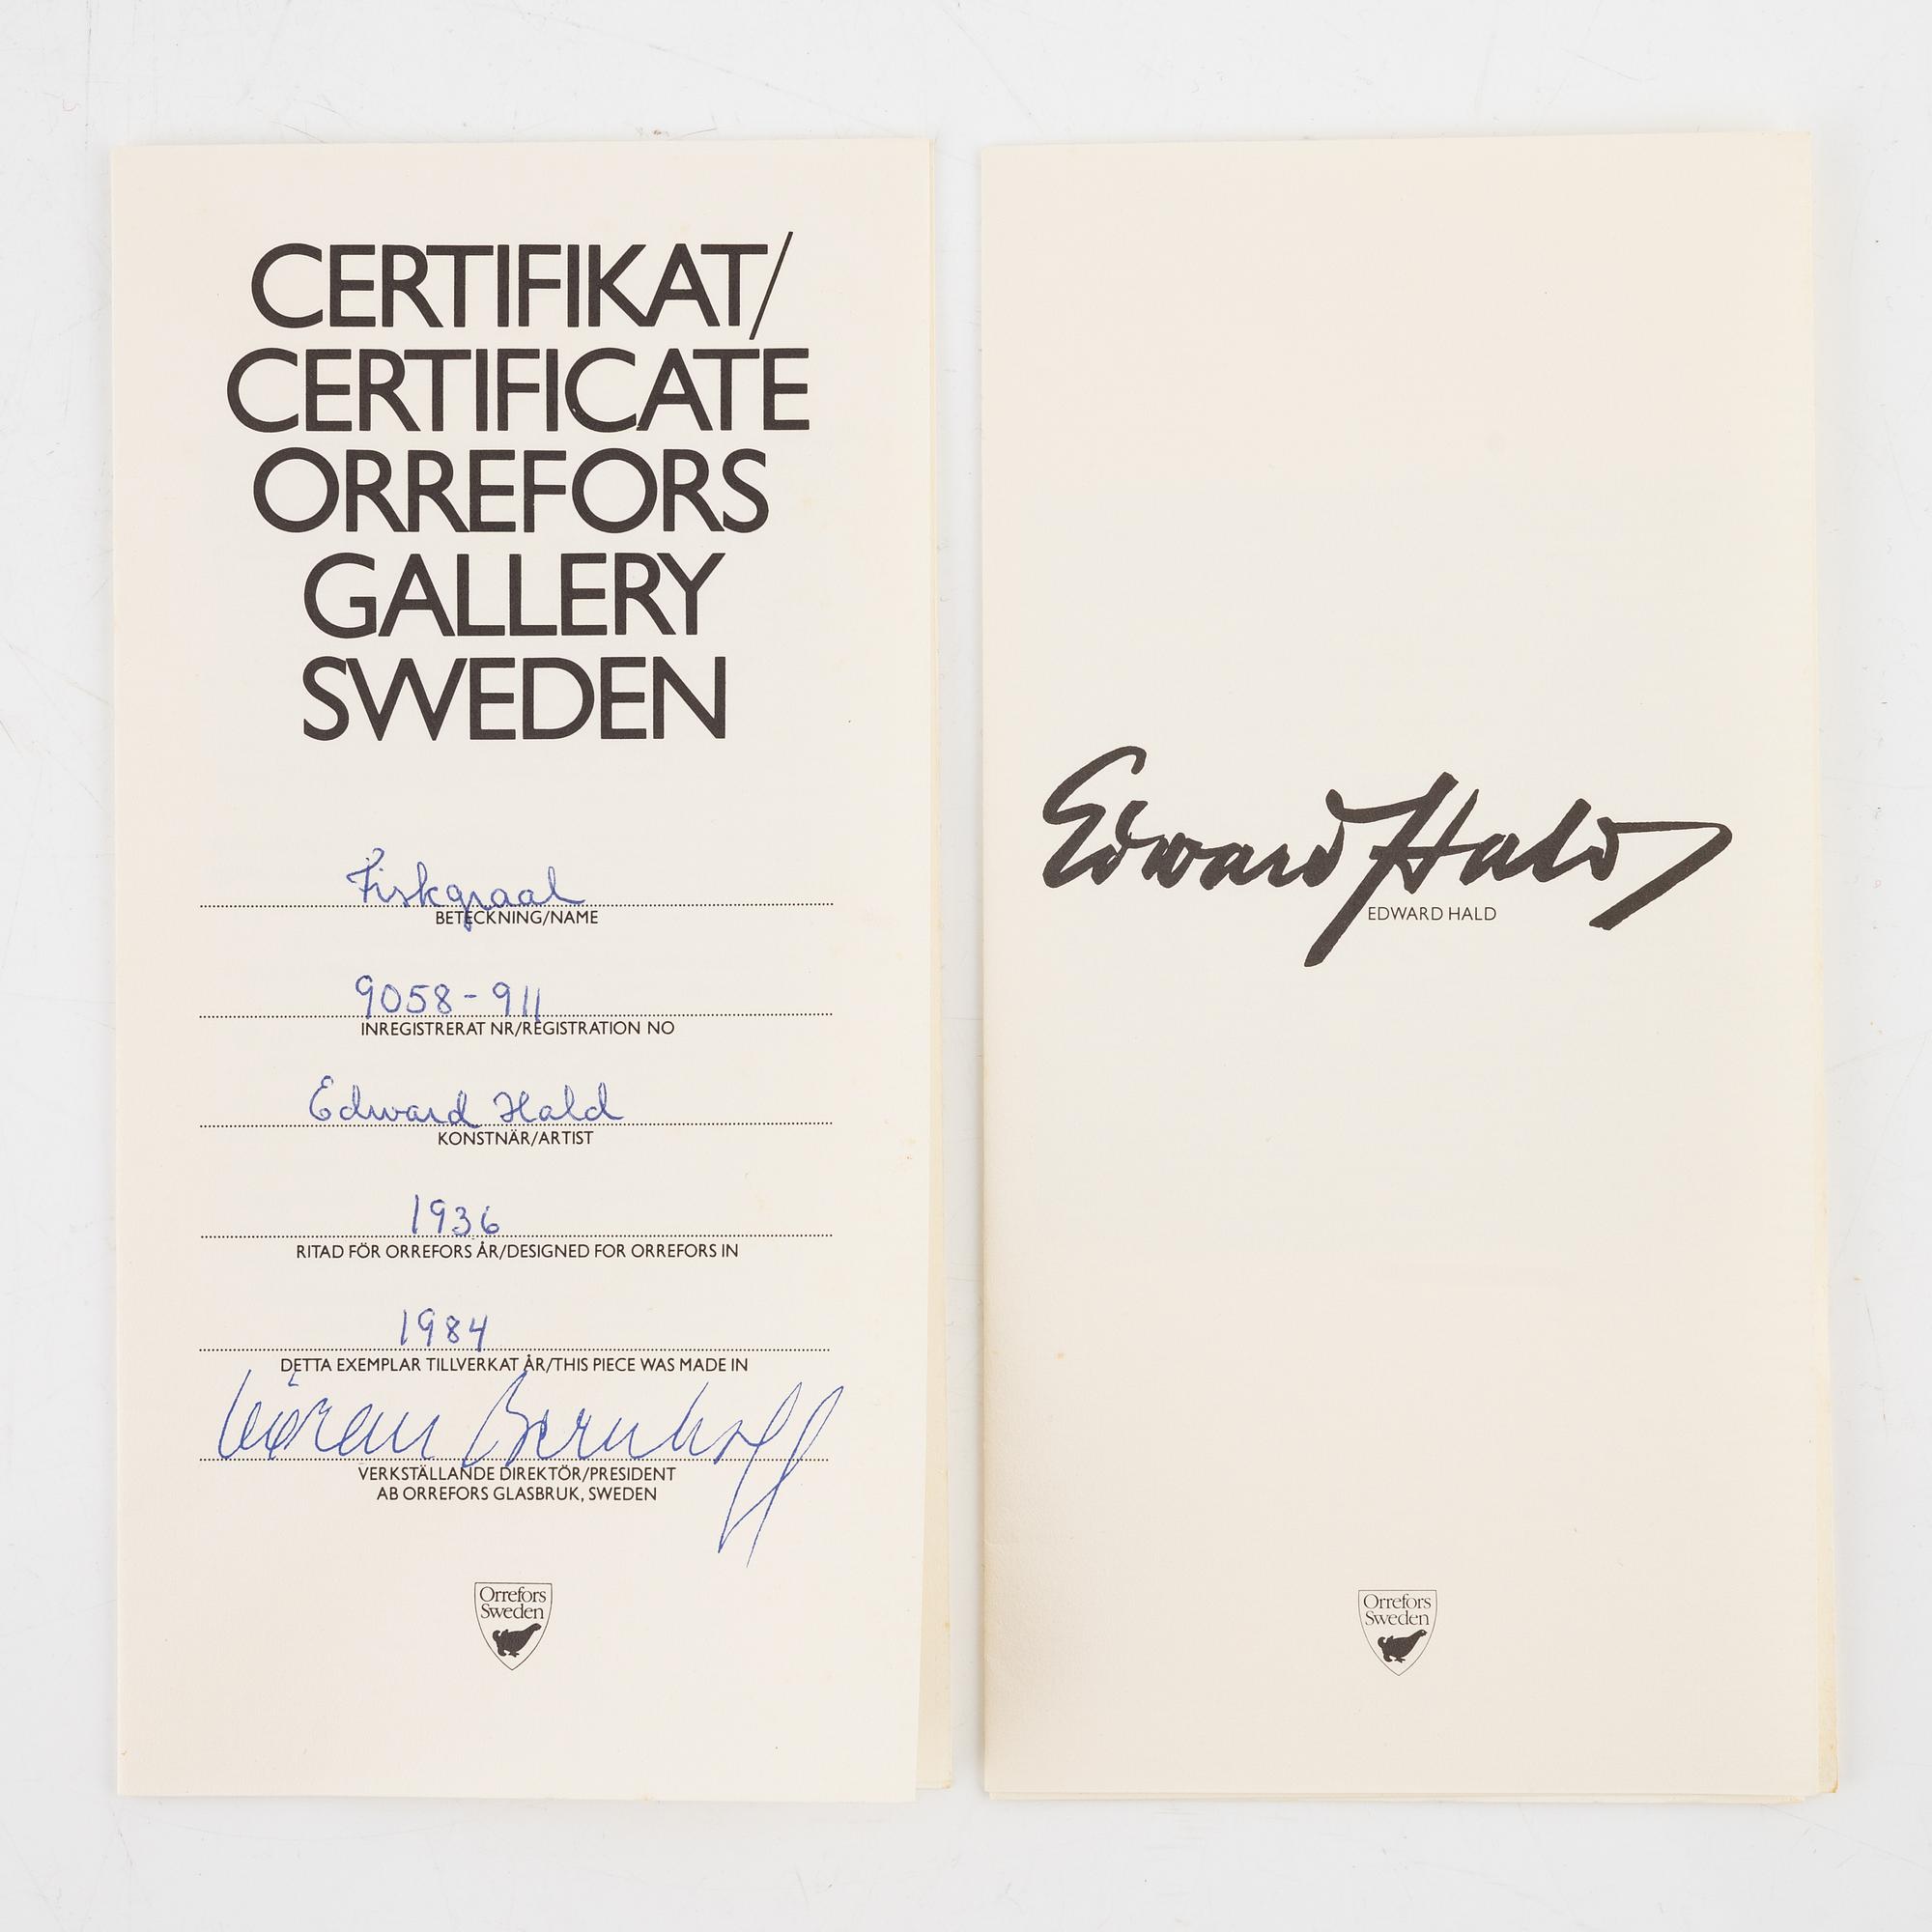 CERTIFIKAT/
CERTIFICATE
ORREFORS
GALLERY
SWEDEN
Fiskgraal
BETECKNING/NAME
9058-911
INREGISTRERAT NR/REGISTRATION NO
Edward Hald
KONSTNÄR/ARTIST
1936
RITAD FÖR ORREFORS ÅR/DESIGNED FOR ORREFORS IN
1984
DETTA EXEMPLAR TILLVERKAT ÅR/THIS PIECE WAS MADE IN
Göran Bernhoff
VERKSTÄLLANDE DIREKTÖR/PRESIDENT
AB ORREFORS GLASBRUK, SWEDEN
Orrefors
Sweden
Edward Hald
EDWARD HALD
Orrefors
Sweden